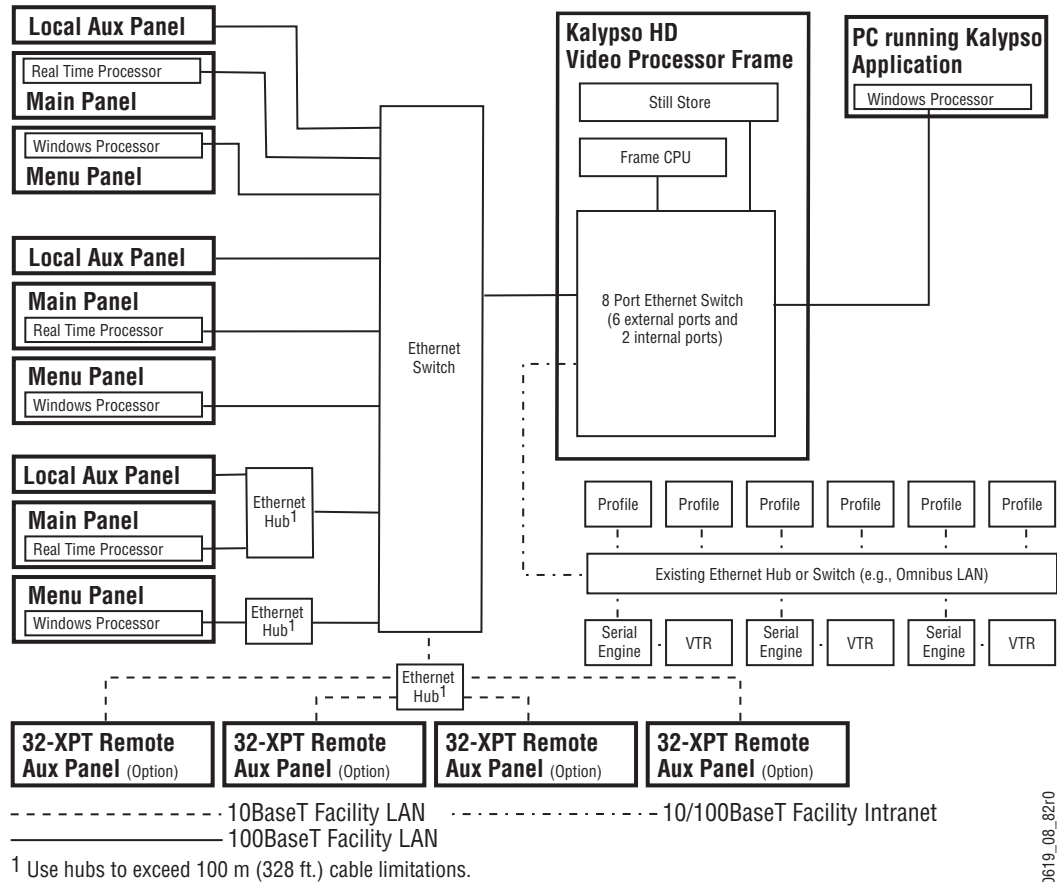 Local Aux Panel
Real Time Processor
Main Panel
Windows Processor
Menu Panel
Local Aux Panel
Main Panel
Real Time Processor
Menu Panel
Windows Processor
Local Aux Panel
Main Panel
Real Time Processor
Menu Panel
Windows Processor
Ethernet
Hub1
Ethernet
Hub1
Ethernet
Switch
Kalypso HD
Video Processor Frame
Still Store
Frame CPU
8 Port Ethernet Switch
(6 external ports and
2 internal ports)
PC running Kalypso
Application
Windows Processor
Profile
Profile
Profile
Profile
Profile
Profile
Existing Ethernet Hub or Switch (e.g., Omnibus LAN)
Serial
Engine
VTR
Serial
Engine
VTR
Serial
Engine
VTR
Ethernet
Hub1
32-XPT Remote
Aux Panel (Option)
32-XPT Remote
Aux Panel (Option)
32-XPT Remote
Aux Panel (Option)
32-XPT Remote
Aux Panel (Option)
10BaseT Facility LAN
10/100BaseT Facility Intranet
100BaseT Facility LAN
1 Use hubs to exceed 100 m (328 ft.) cable limitations.
0619_08_82r0